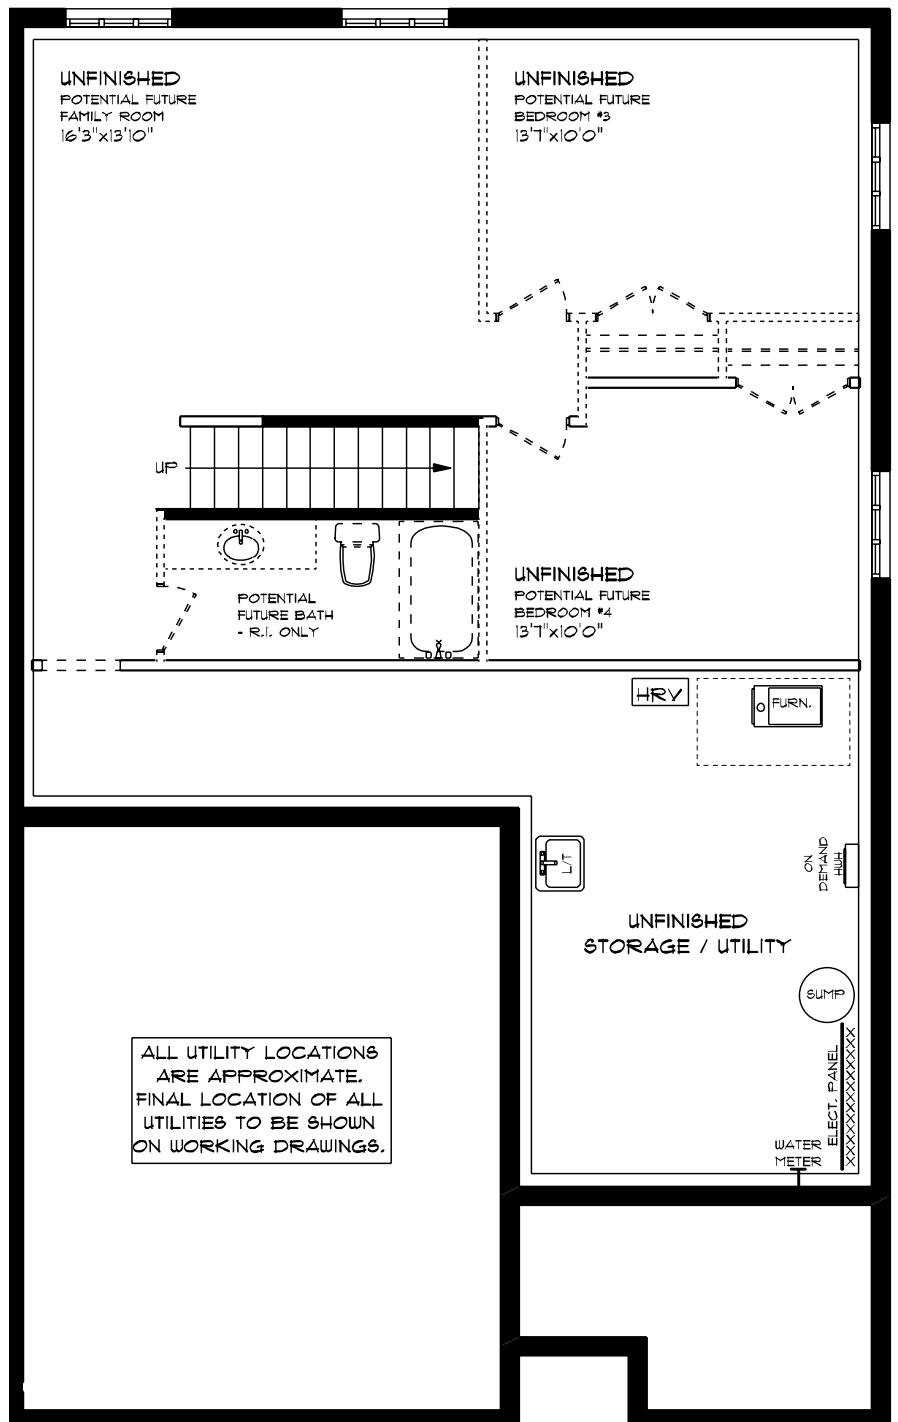 UNFINISHED
POTENTIAL FUTURE
FAMILY ROOM
16'3"x13'10"
UNFINISHED
POTENTIAL FUTURE
BEDROOM #3
13'7"x10'0"
UP
UNFINISHED
POTENTIAL FUTURE
BEDROOM #4
13'7"x10'0"
POTENTIAL
FUTURE BATH
- R.I. ONLY
HRV
FURN.
L/T
ON
DEMAND
HWH
UNFINISHED
STORAGE / UTILITY
SUMP
ELECT. PANEL
WATER
METER
ALL UTILITY LOCATIONS
ARE APPROXIMATE.
FINAL LOCATION OF ALL
UTILITIES TO BE SHOWN
ON WORKING DRAWINGS.